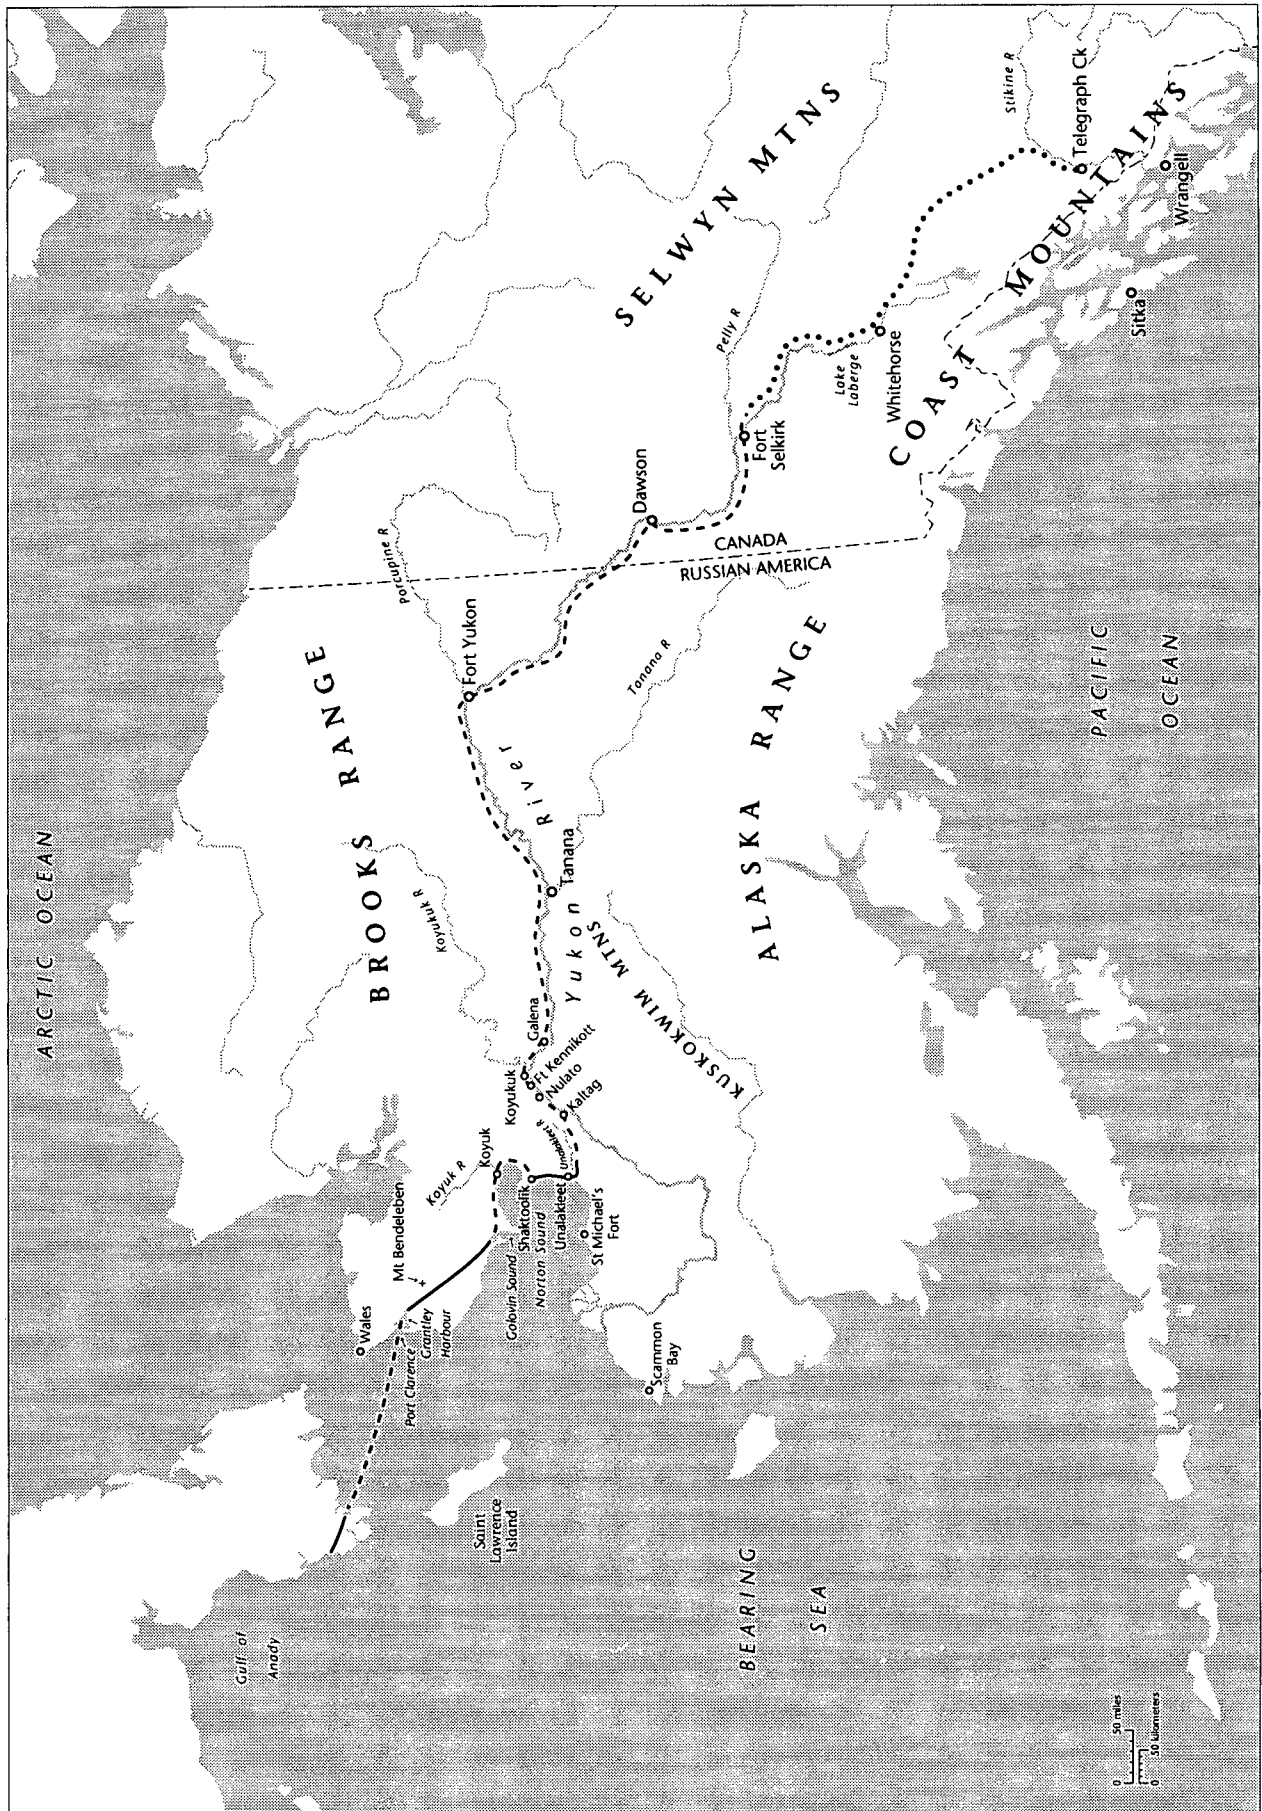 ARCTIC OCEAN
BROOKS RANGE
Porcupine R
Koyukuk R
Fort Yukon
SELWYN MTNS
Dawson
CANADA
RUSSIAN AMERICA
Pelly R
Fort
Selkirk
Lake
Laberge
Whitehorse
Stikine R
Telegraph Ck
COAST MOUNTAINS
Wrangell
Sitka
Tanana R
Yukon River
Tanana
Galena
Koyukuk
Ft Kennikott
Nulato
Kaltag
Unalakleet R
Koyuk
Koyuk R
Mt Bendeleben
Wales
Port Clarence
Grantley
Harbour
Golovin Sound
Norton Sound
Shaktoolik
Unalakleet
St Michael's
Fort
Scammon
Bay
KUSKOKWIM MTNS
ALASKA RANGE
PACIFIC
OCEAN
Saint
Lawrence
Island
Gulf of
Anady
BEARING
SEA
0 50 miles
0 50 kilometers